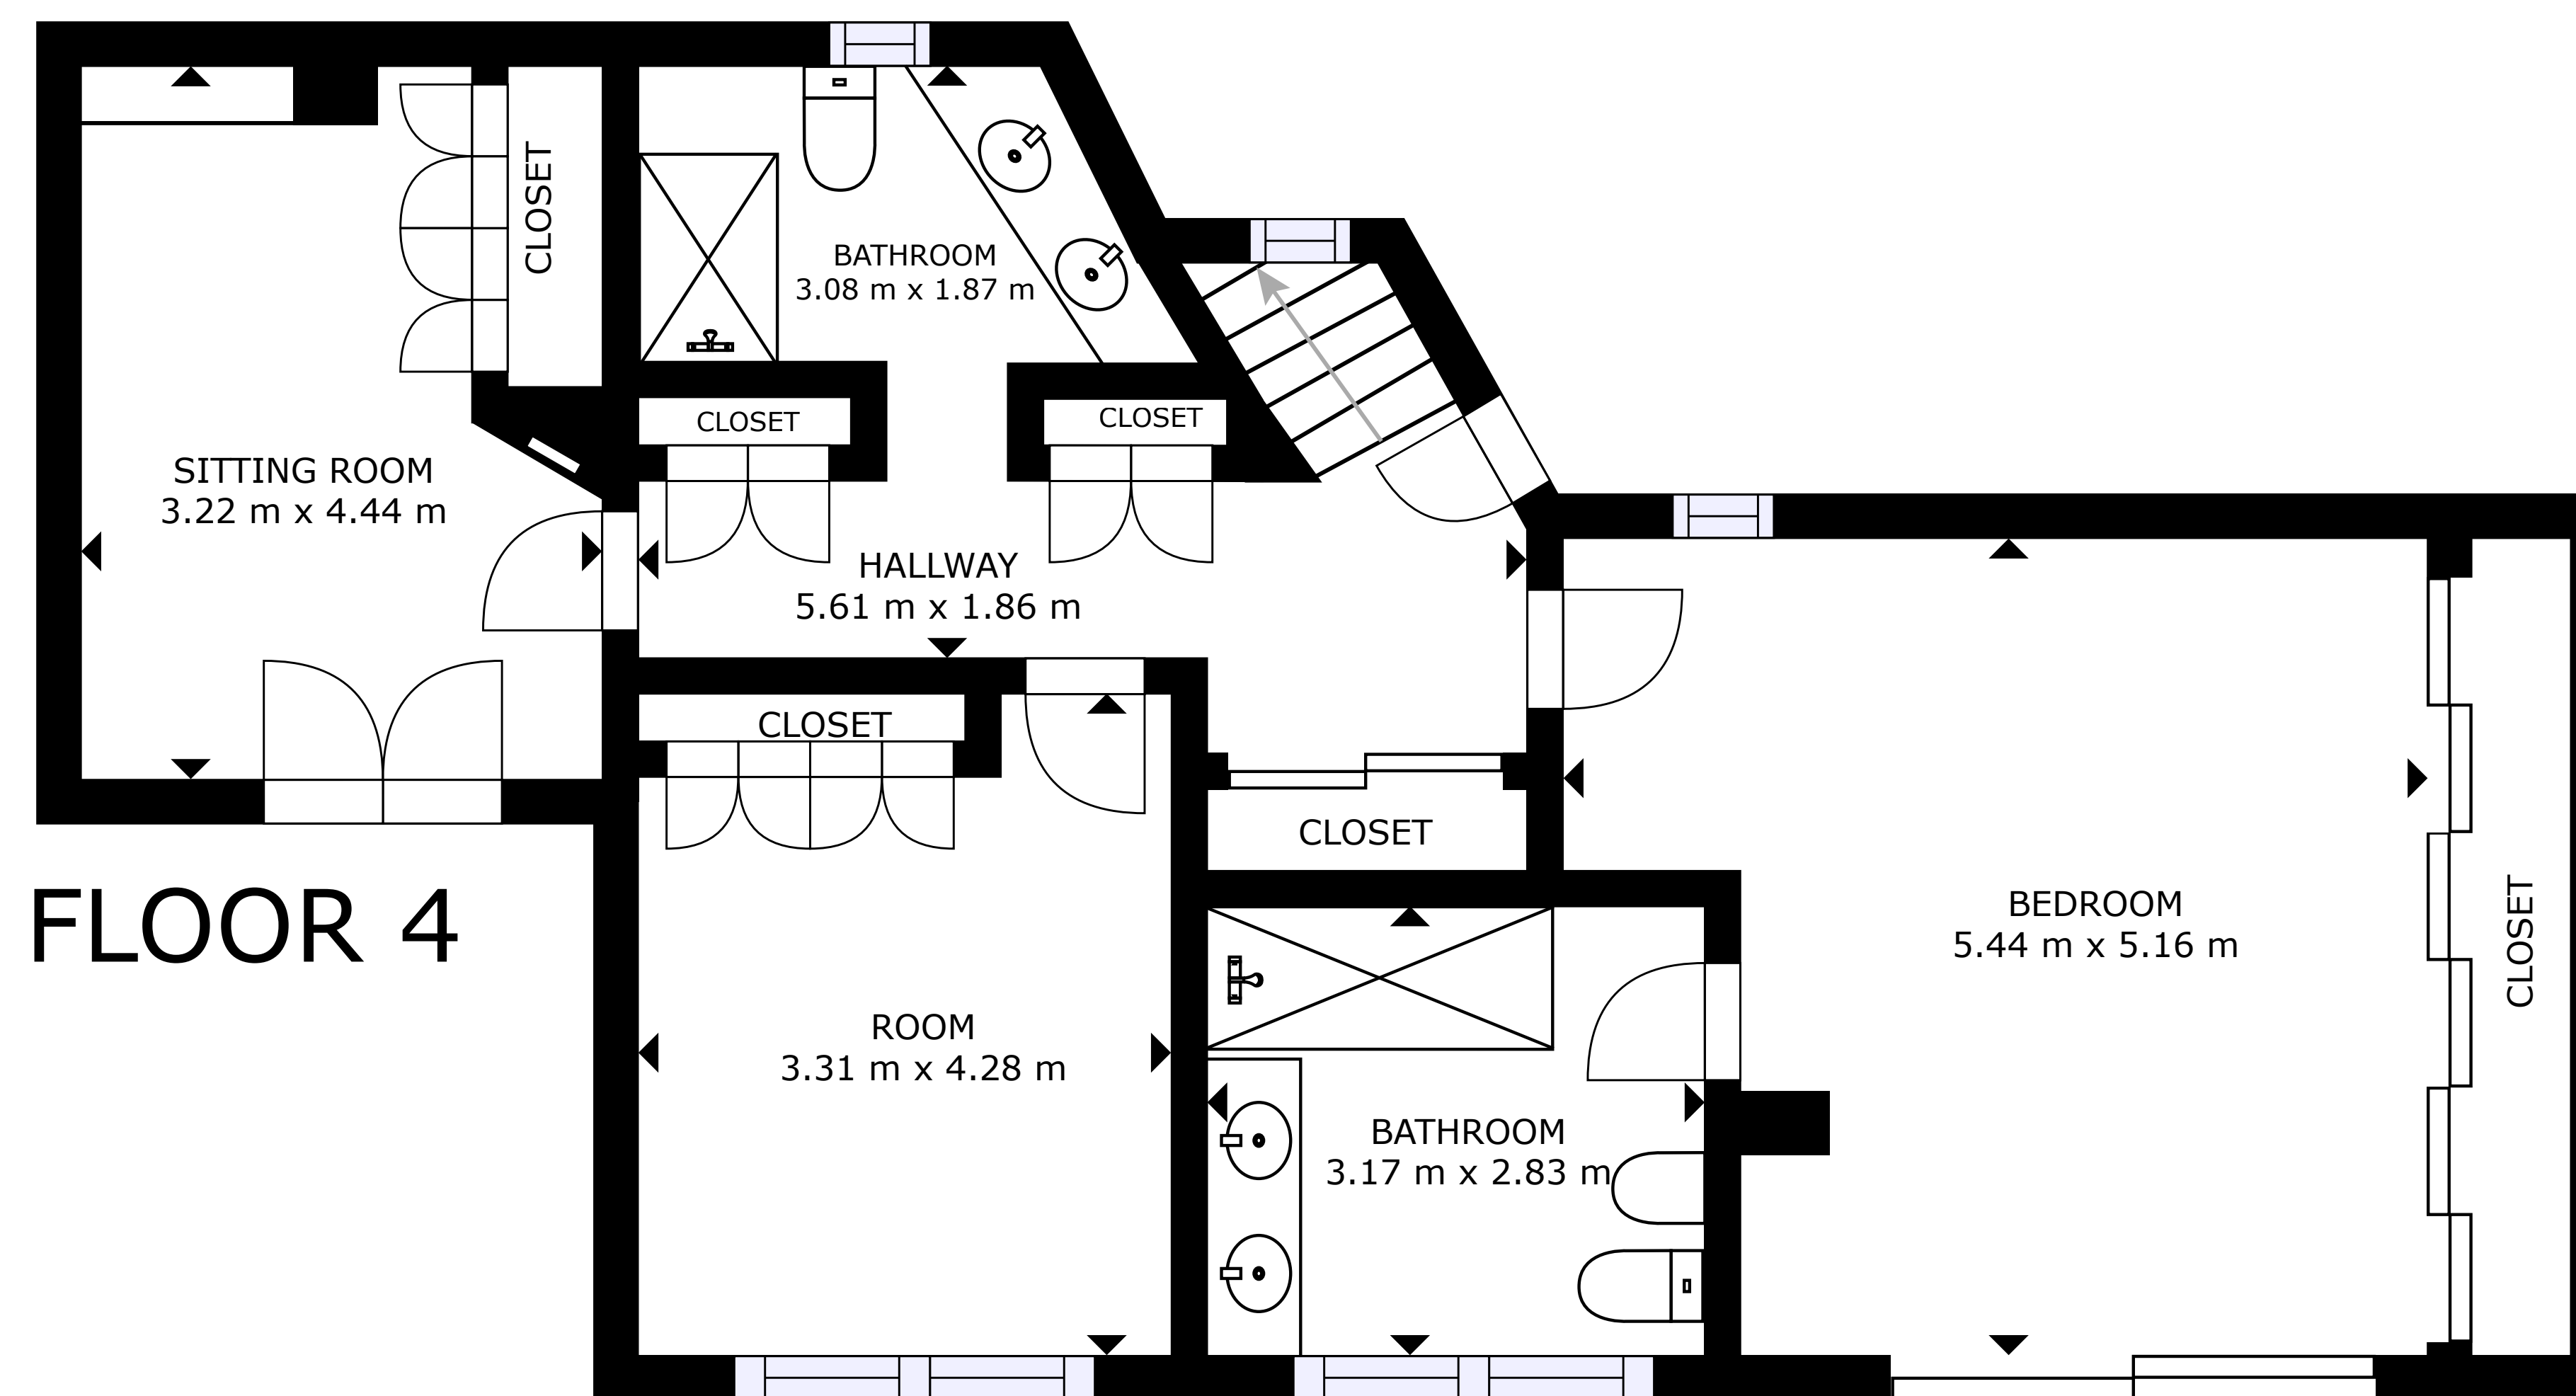 CLOSET
BATHROOM
3.08 m x 1.87 m
CLOSET
CLOSET
SITTING ROOM
3.22 m x 4.44 m
HALLWAY
5.61 m x 1.86 m
CLOSET
CLOSET
FLOOR 4
BEDROOM
5.44 m x 5.16 m
CLOSET
ROOM
3.31 m x 4.28 m
BATHROOM
3.17 m x 2.83 m